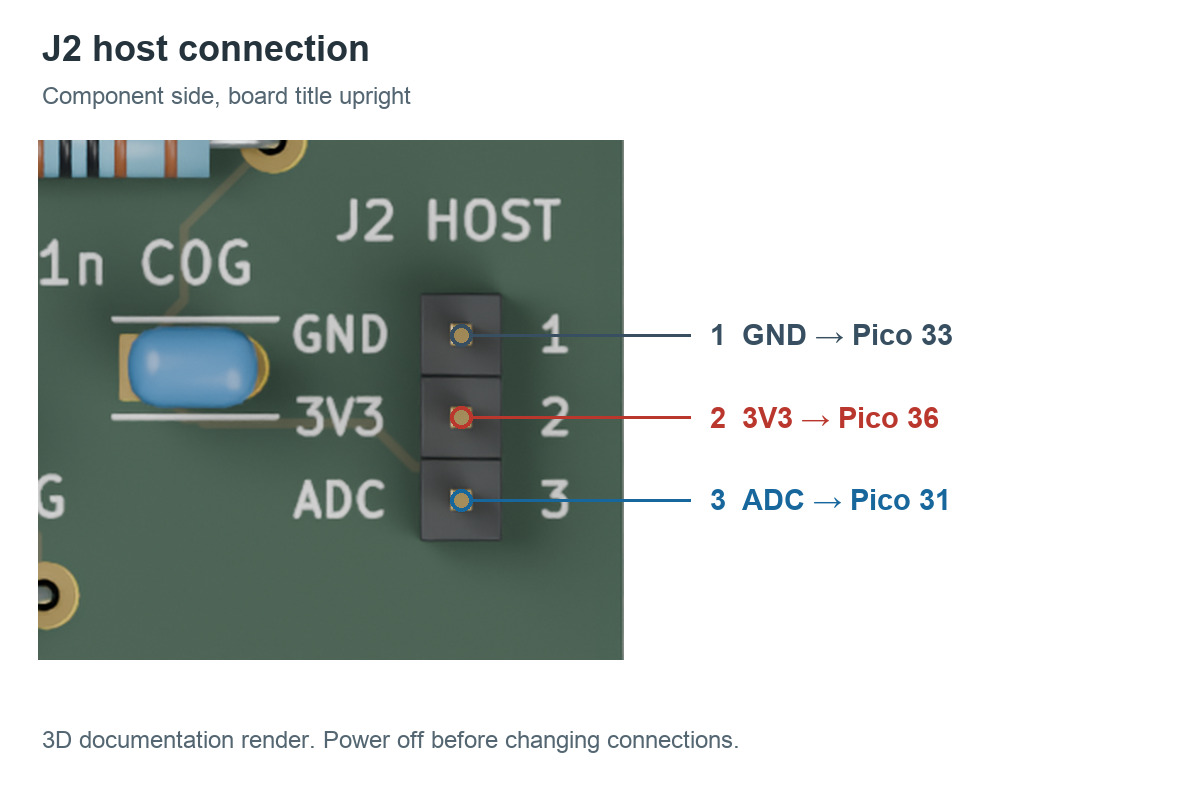 J2 host connection
Component side, board title upright
J2 HOST
1n C0G
GND 1
1 GND → Pico 33
3V3 2
2 3V3 → Pico 36
G
ADC 3
3 ADC → Pico 31
3D documentation render. Power off before changing connections.